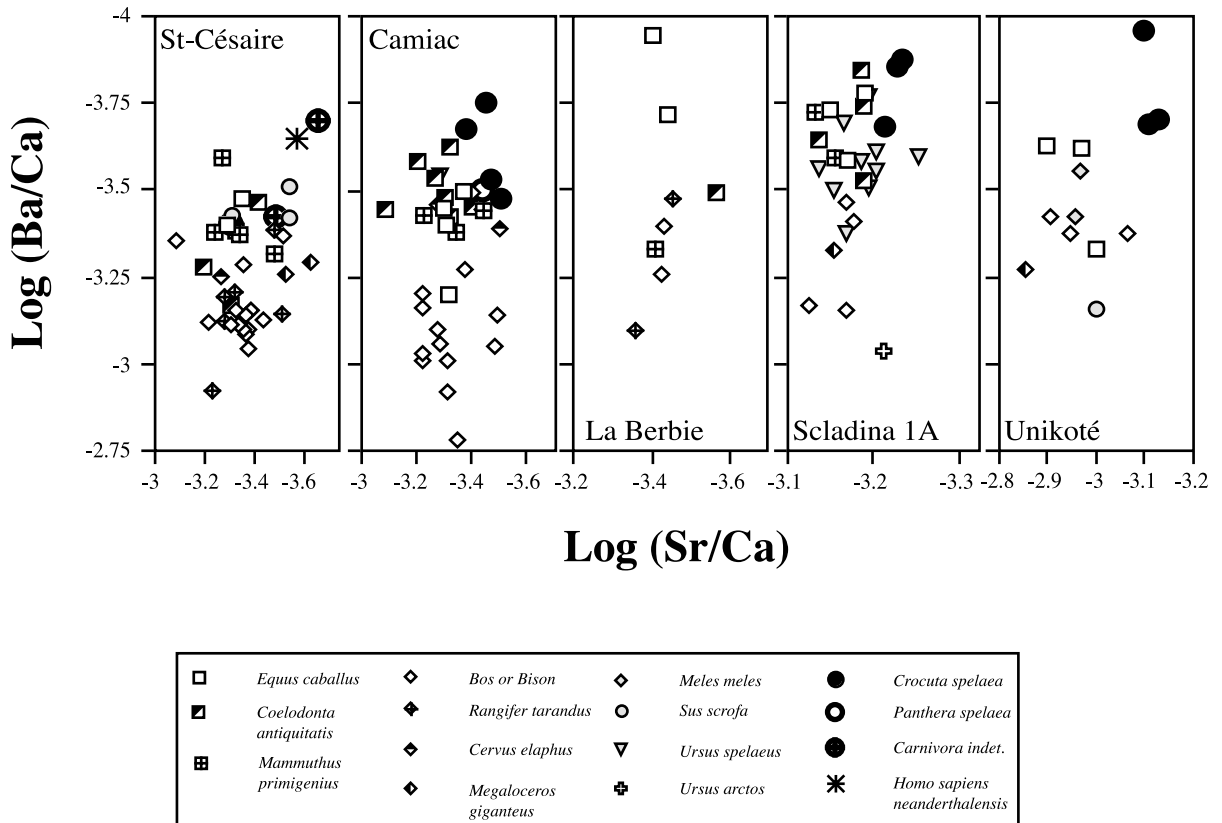 Log (Ba/Ca)
-4
-3.75
-3.5
-3.25
-3
-2.75
St-Césaire
Camiac
La Berbie
Scladina 1A
Unikoté
-3 -3.2 -3.4 -3.6
-3 -3.2 -3.4 -3.6
-3.2 -3.4 -3.6
-3.1 -3.2 -3.3
-2.8 -2.9 -3 -3.1 -3.2
Log (Sr/Ca)
Equus caballus
Coelodonta
antiquitatis
Mammuthus
primigenius
Bos or Bison
Rangifer tarandus
Cervus elaphus
Megaloceros
giganteus
Meles meles
Sus scrofa
Ursus spelaeus
Ursus arctos
Crocuta spelaea
Panthera spelaea
Carnivora indet.
Homo sapiens
neanderthalensis